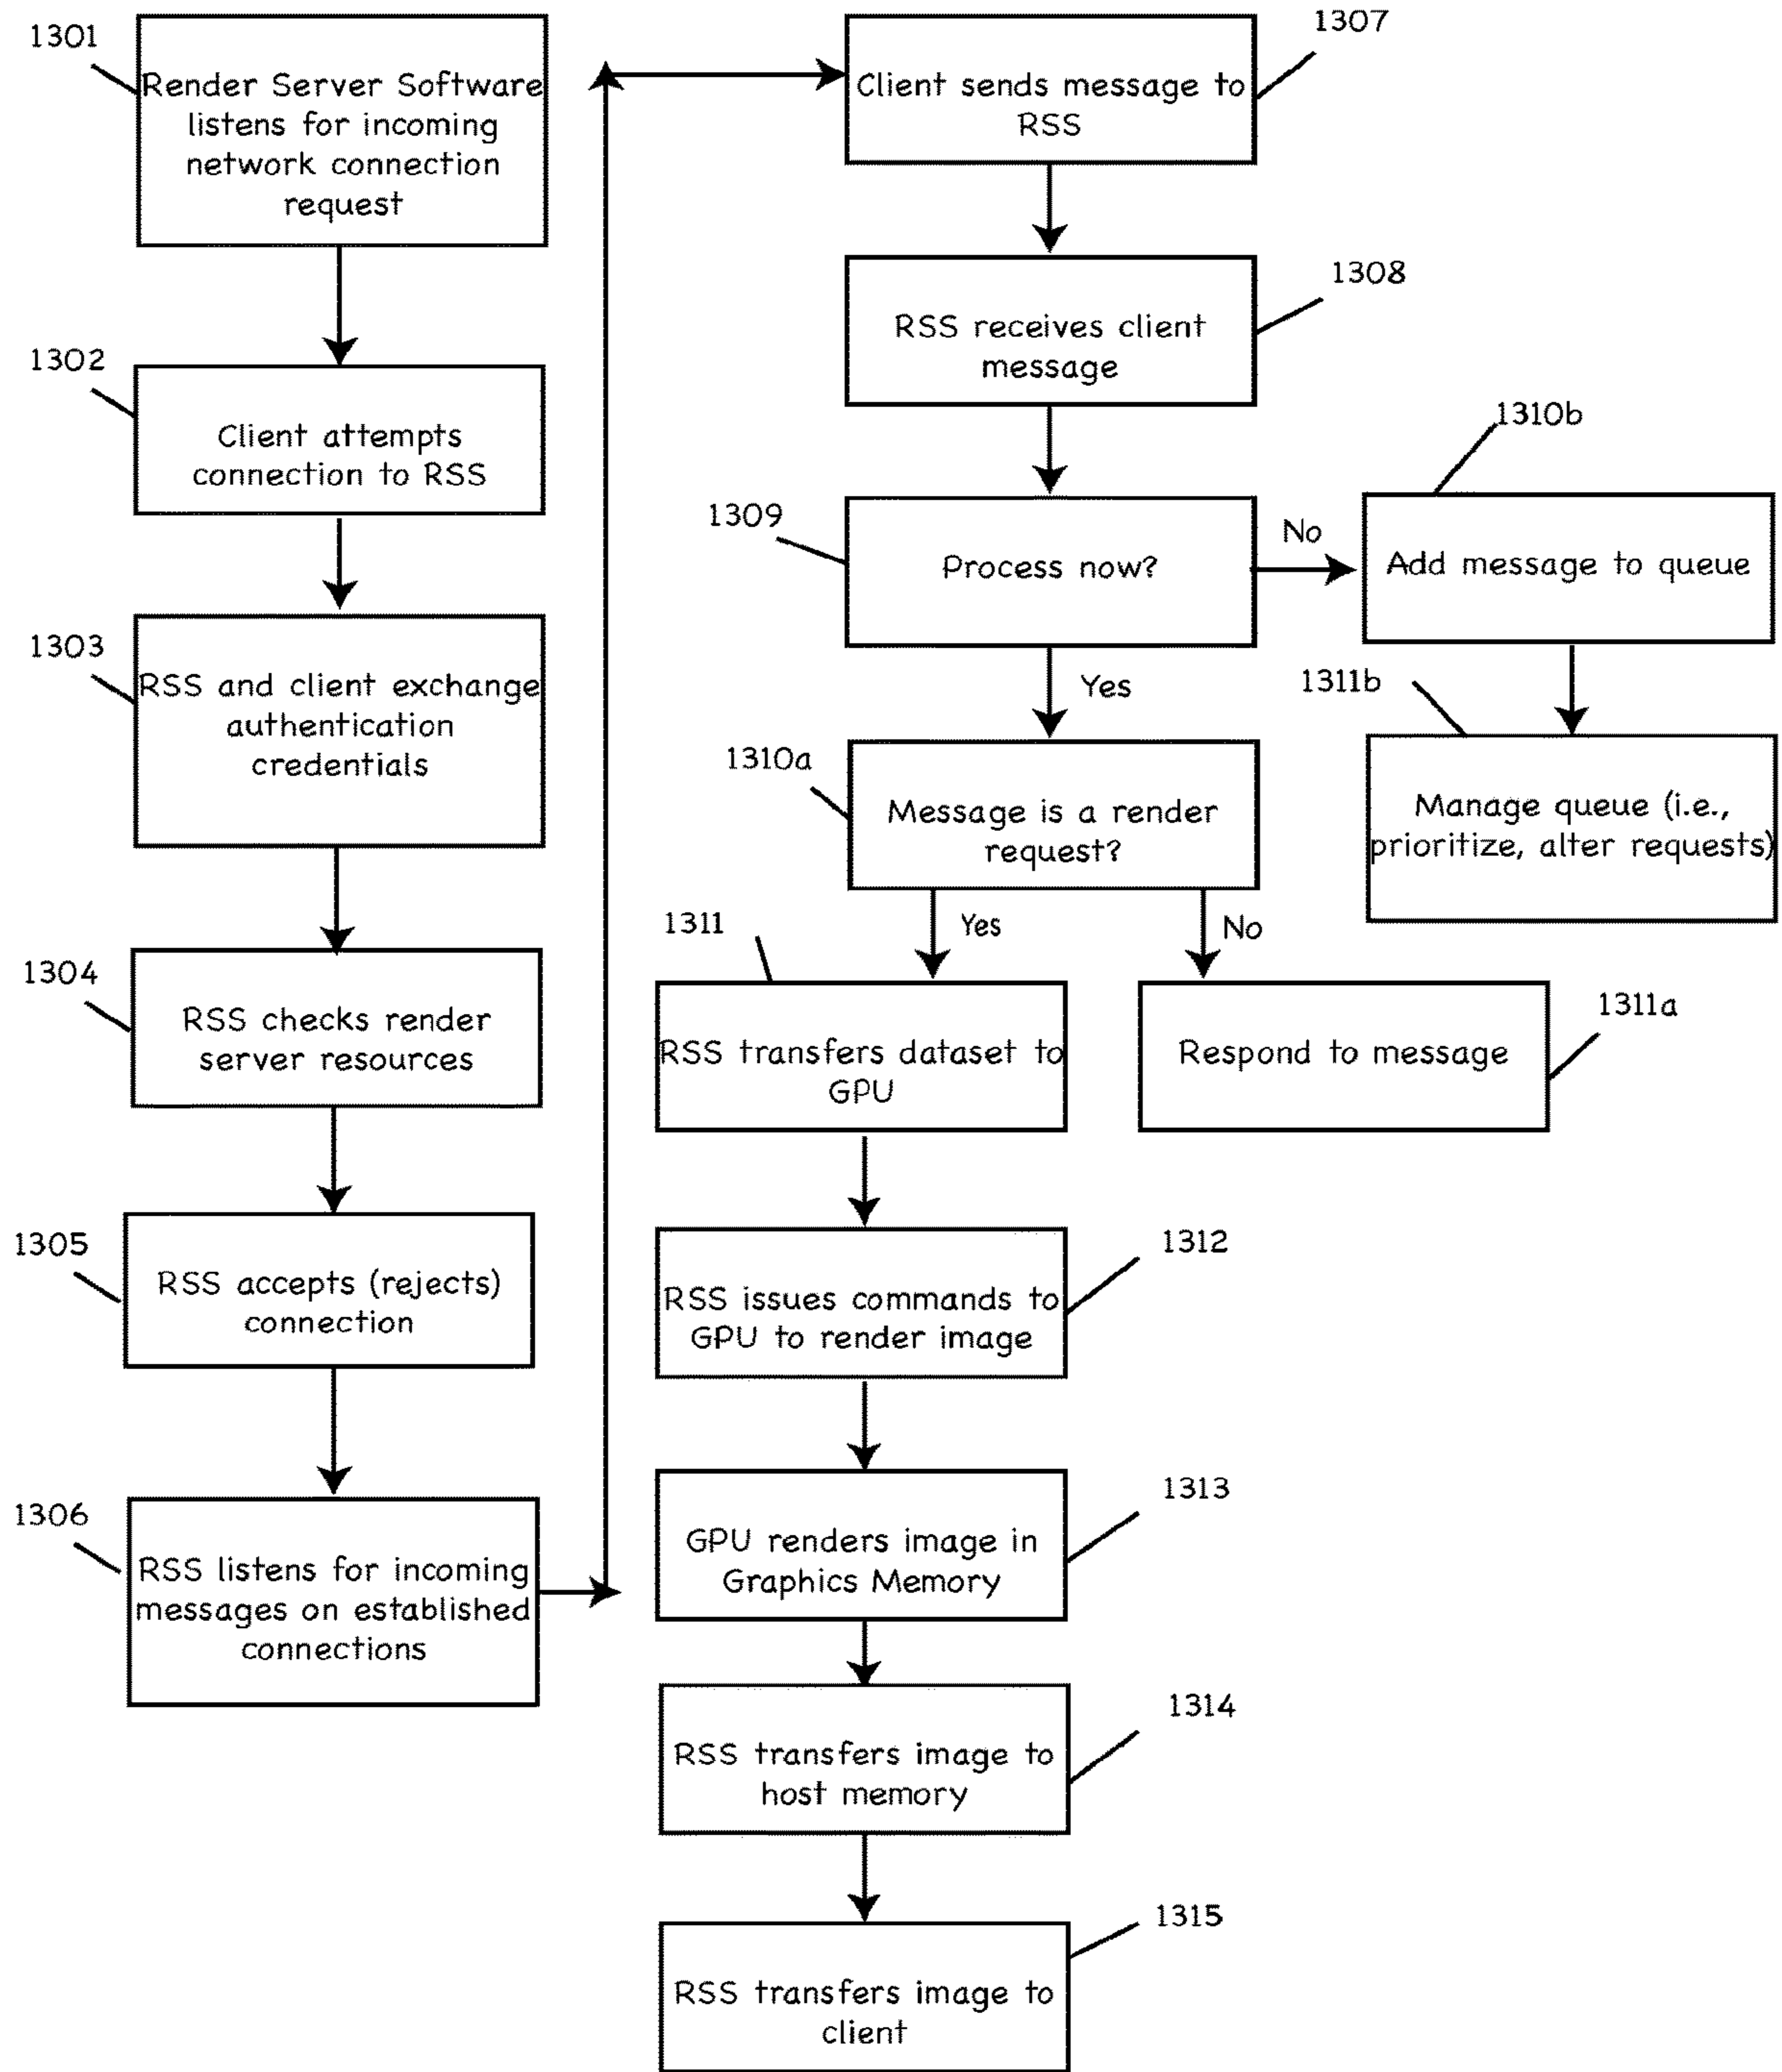 1301
Render Server Software
listens for incoming
network connection
request
1302
Client attempts
connection to RSS
1303
RSS and client exchange
authentication
credentials
1304
RSS checks render
server resources
1305
RSS accepts (rejects)
connection
1306
RSS listens for incoming
messages on established
connections
1307
Client sends message to
RSS
1308
RSS receives client
message
1309
Process now?
No
1310b
Add message to queue
1311b
Manage queue (i.e.,
prioritize, alter requests)
Yes
1310a
Message is a render
request?
Yes
No
1311
RSS transfers dataset to
GPU
1311a
Respond to message
1312
RSS issues commands to
GPU to render image
1313
GPU renders image in
Graphics Memory
1314
RSS transfers image to
host memory
1315
RSS transfers image to
client